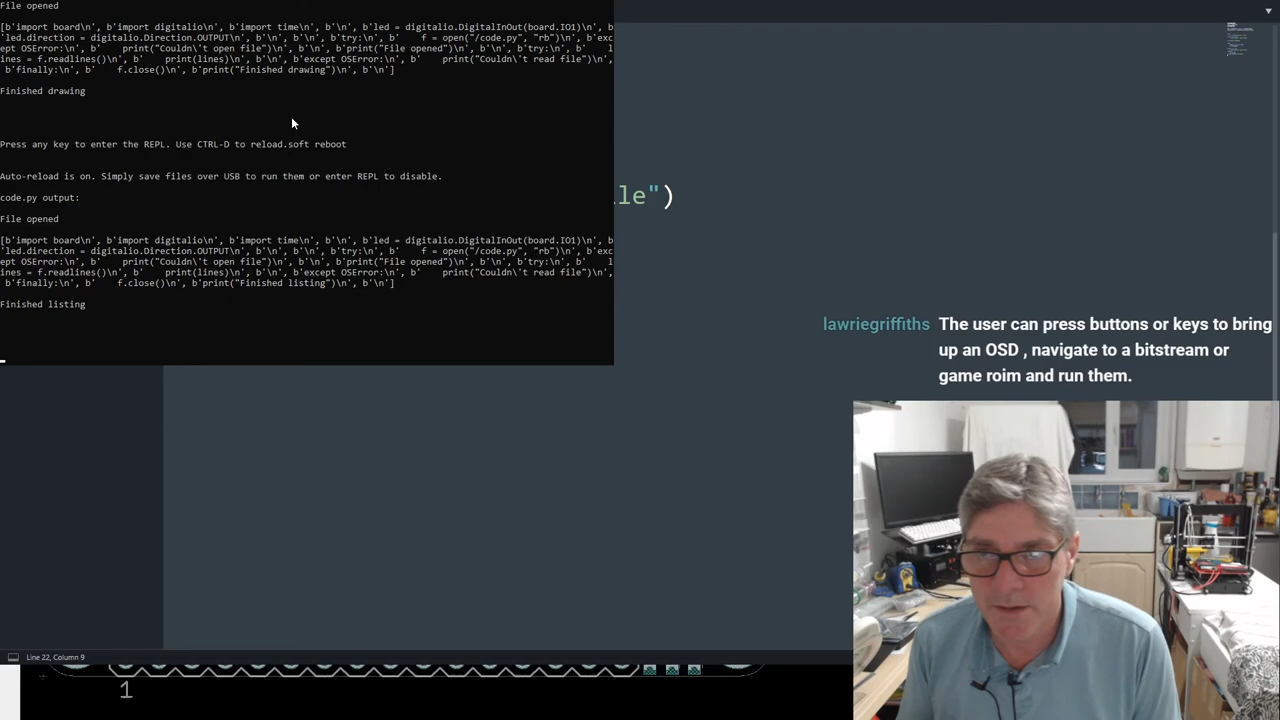 File opened
[b'import board\n', b'import digitalio\n', b'import time\n', b'\n', b'led = digitalio.DigitalInOut(board.IO1)\n', b
'led.direction = digitalio.Direction.OUTPUT\n', b'\n', b'\n', b'try:\n', b'    f = open("/code.py", "rb")\n', b'exc
ept OSError:\n', b'    print("Couldn\'t open file")\n', b'\n', b'print("File opened")\n', b'\n', b'try:\n', b'    l
ines = f.readlines()\n', b'    print(lines)\n', b'\n', b'except OSError:\n', b'    print("Couldn\'t read file")\n',
 b'finally:\n', b'    f.close()\n', b'print("Finished drawing")\n', b'\n']
Finished drawing
Press any key to enter the REPL. Use CTRL-D to reload.soft reboot
Auto-reload is on. Simply save files over USB to run them or enter REPL to disable.
code.py output:
File opened
[b'import board\n', b'import digitalio\n', b'import time\n', b'\n', b'led = digitalio.DigitalInOut(board.IO1)\n', b
'led.direction = digitalio.Direction.OUTPUT\n', b'\n', b'\n', b'try:\n', b'    f = open("/code.py", "rb")\n', b'exc
ept OSError:\n', b'    print("Couldn\'t open file")\n', b'\n', b'print("File opened")\n', b'\n', b'try:\n', b'    l
ines = f.readlines()\n', b'    print(lines)\n', b'\n', b'except OSError:\n', b'    print("Couldn\'t read file")\n',
 b'finally:\n', b'    f.close()\n', b'print("Finished listing")\n', b'\n']
Finished listing
le")
lawriegriffiths The user can press buttons or keys to bring
up an OSD , navigate to a bitstream or
game roim and run them.
Line 22, Column 9
1